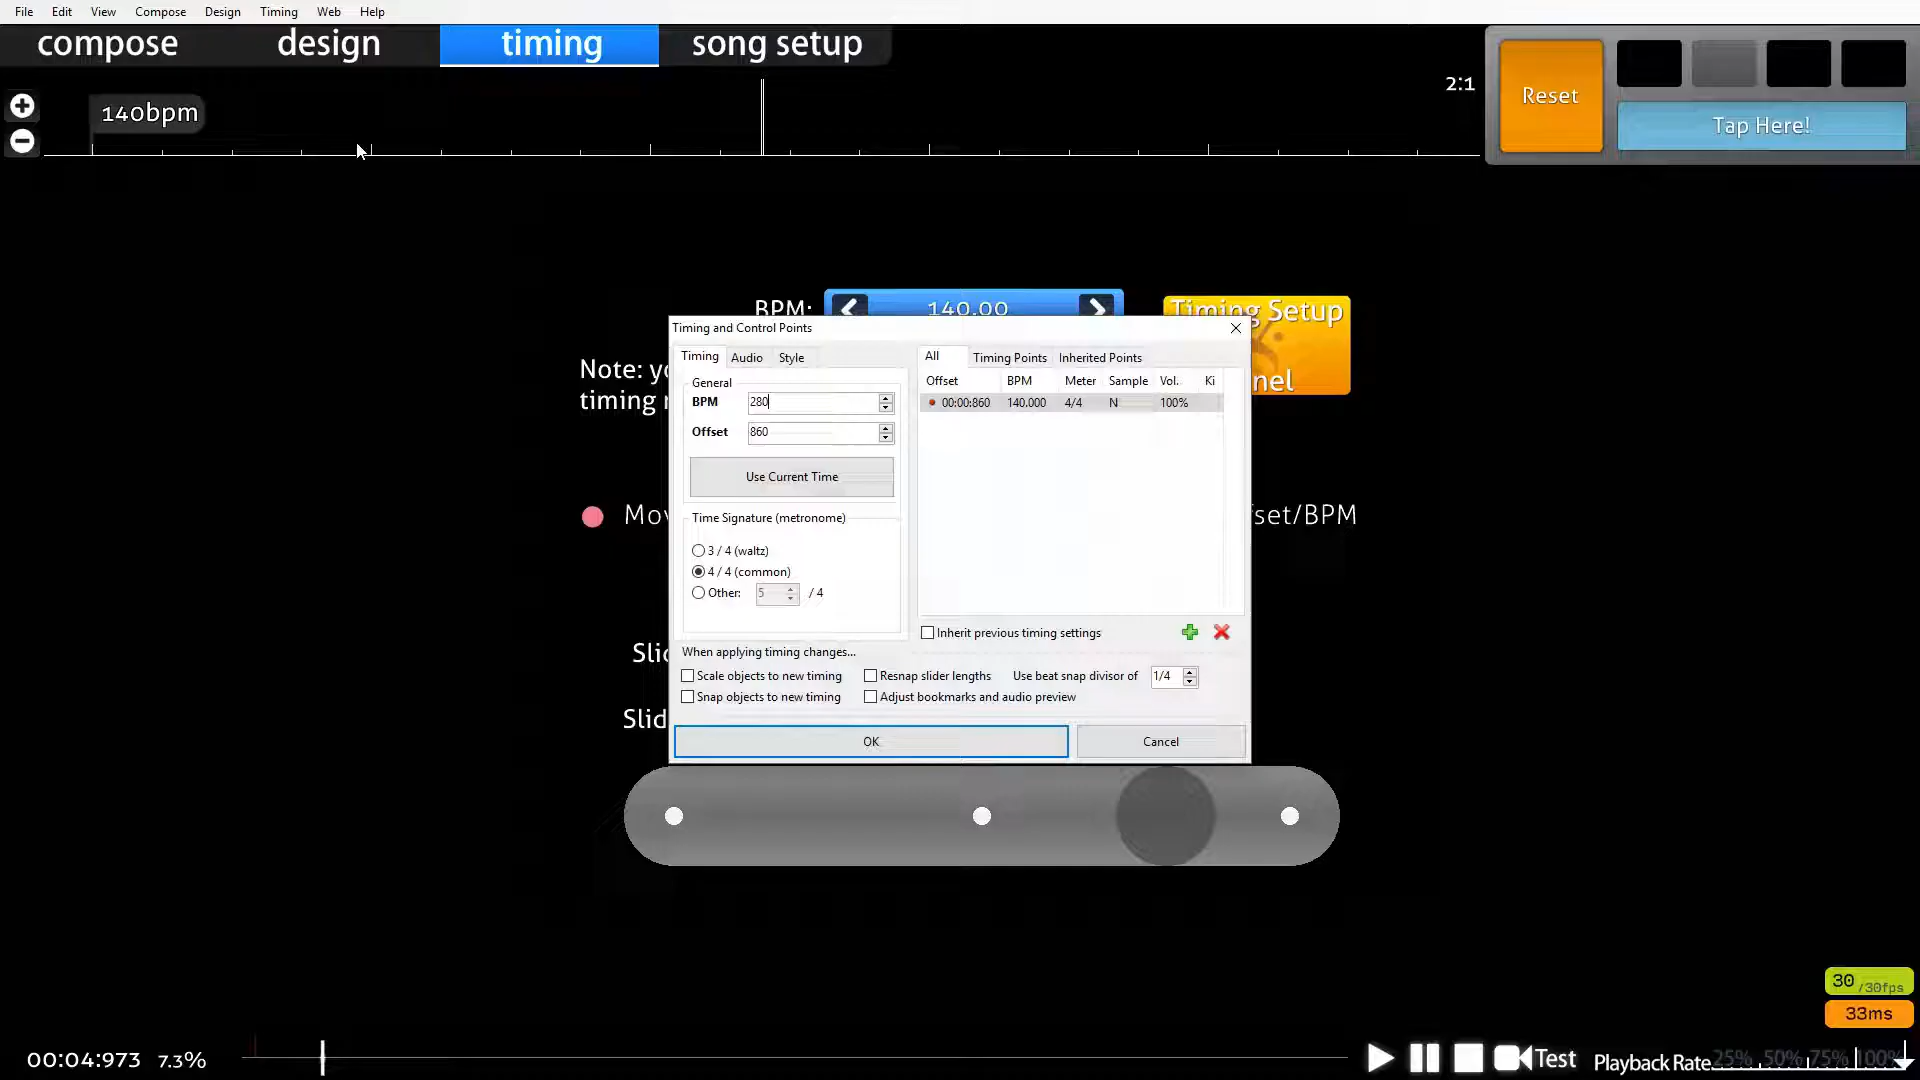 File Edit View Compose Design Timing Web Help
compose design timing song setup
140bpm
2:1
Reset
Tap Here!
BPM: 140.00
Timing Setup
nel
Note: yo
timing r
Timing and Control Points
Timing Audio Style
General
BPM 280
Offset 860
Use Current Time
Time Signature (metronome)
3 / 4 (waltz)
4 / 4 (common)
Other: 5 / 4
All Timing Points Inherited Points
Offset BPM Meter Sample Vol. Ki
00:00:860 140.000 4/4 N 100%
Inherit previous timing settings
When applying timing changes...
Scale objects to new timing Resnap slider lengths Use beat snap divisor of 1/4
Snap objects to new timing Adjust bookmarks and audio preview
OK Cancel
Mov
set/BPM
Slid
Slid
30 /30fps
33ms
00:04:973 7.3%
Test Playback Rate 25% 50% 75% 100%